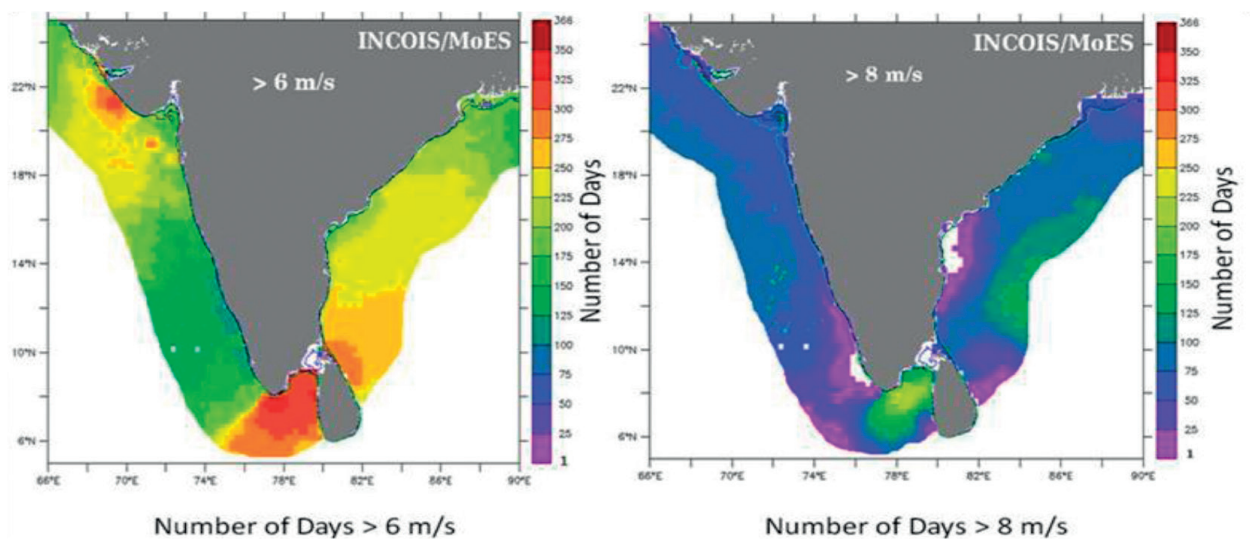 INCOIS/MoES
> 6 m/s
22°N
18°N
14°N
10°N
6°N
66°E
70°E
74°E
78°E
82°E
86°E
90°E
366
350
325
300
275
250
225
200
175
150
125
100
75
50
25
1
Number of Days
Number of Days > 6 m/s
INCOIS/MoES
> 8 m/s
22°N
18°N
14°N
10°N
6°N
66°E
70°E
74°E
78°E
82°E
86°E
90°E
366
350
325
300
275
250
225
200
175
150
125
100
75
50
25
1
Number of Days
Number of Days > 8 m/s